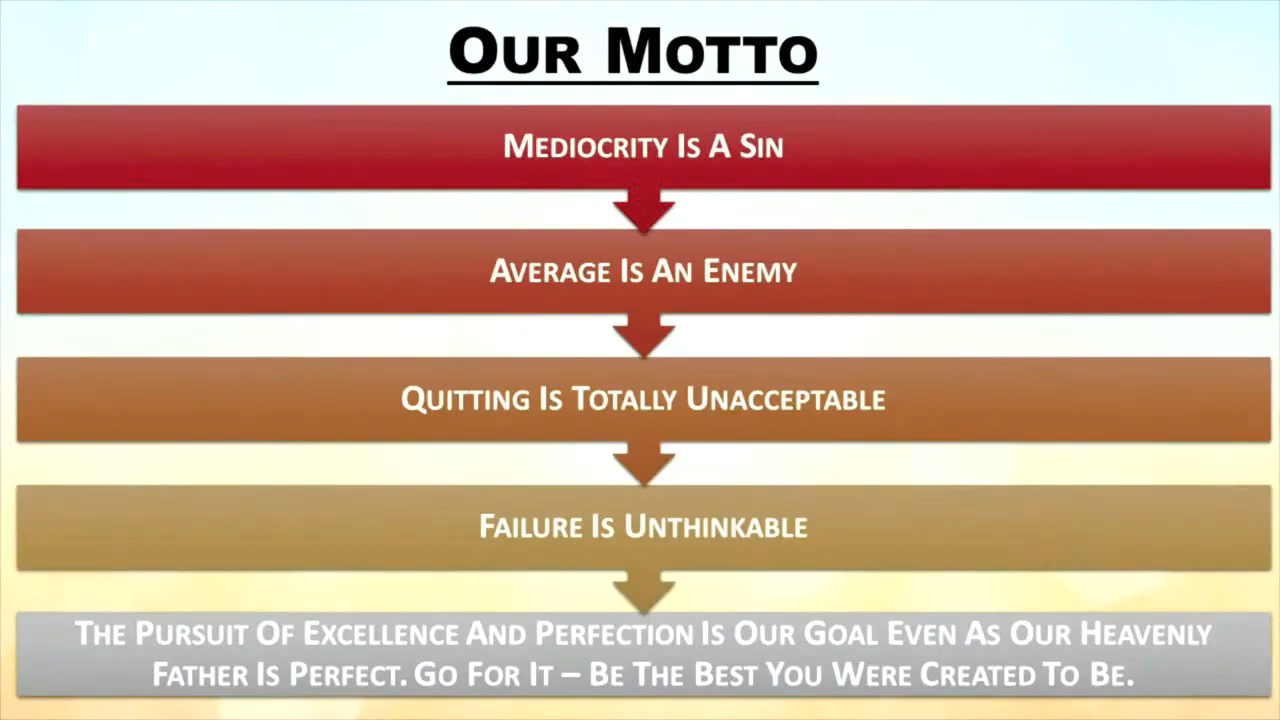 Our Motto
Mediocrity Is A Sin
Average Is An Enemy
Quitting Is Totally Unacceptable
Failure Is Unthinkable
The Pursuit Of Excellence And Perfection Is Our Goal Even As Our Heavenly
Father Is Perfect. Go For It – Be The Best You Were Created To Be.